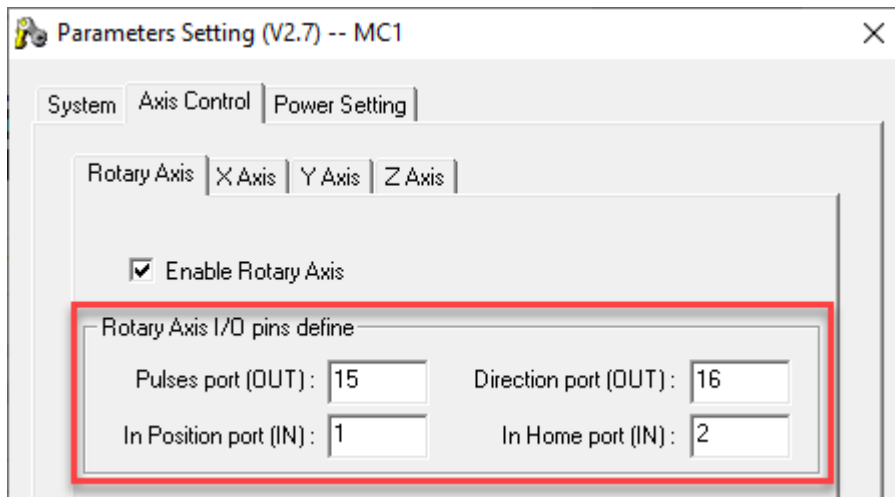 Parameters Setting (V2.7) -- MC1
System Axis Control Power Setting
Rotary Axis X Axis Y Axis Z Axis
Enable Rotary Axis
Rotary Axis I/O pins define
Pulses port (OUT) : 15 Direction port (OUT) : 16
In Position port (IN) : 1 In Home port (IN) : 2